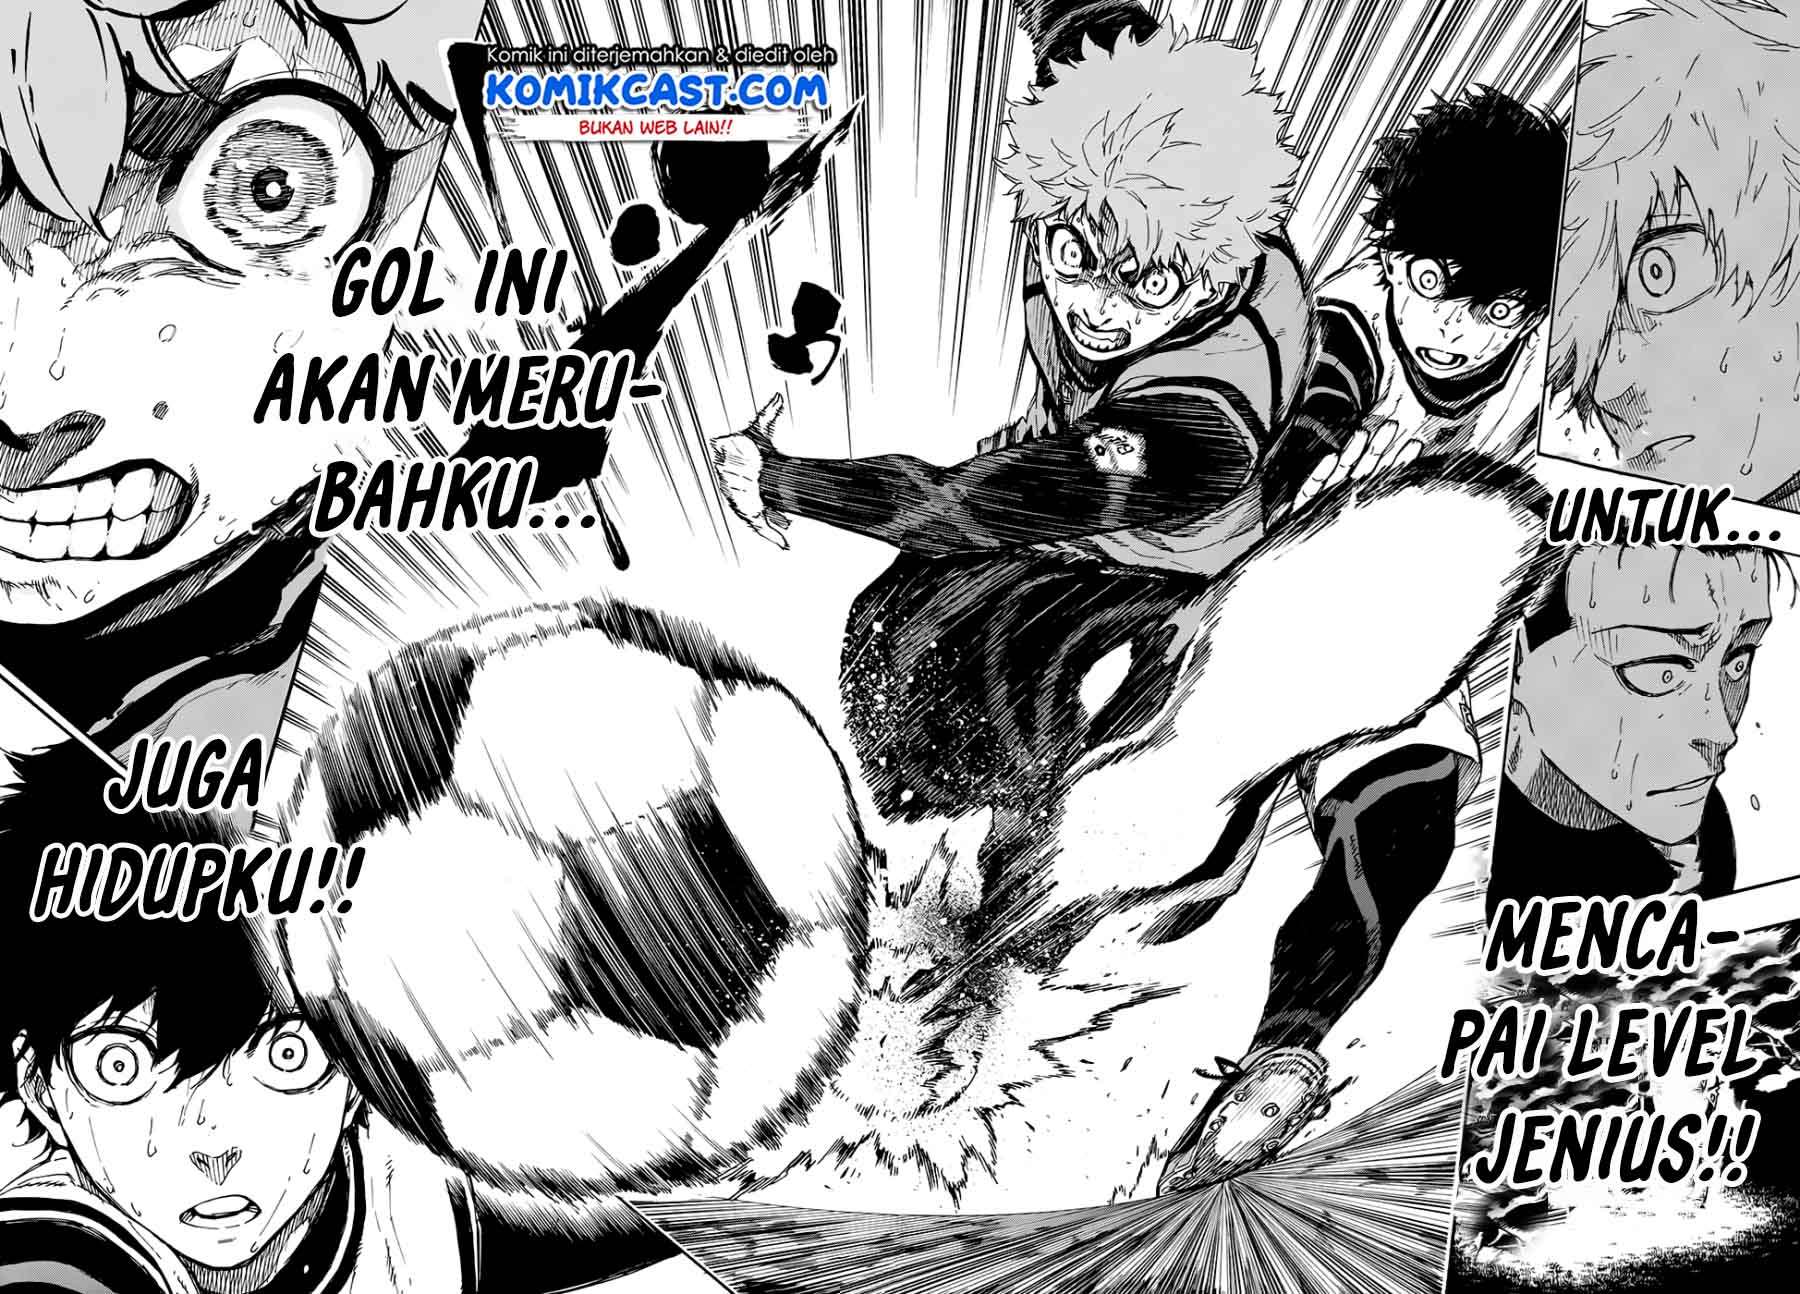 Komik ini diterjemahkan & diedit oleh
KOMIKCAST.COM
BUKAN WEB LAIN!!
UNTUK...
MENCA-
PAI LEVEL
JENIUS!!
GOL INI
AKAN MERU-
BAHKU...
JUGA
HIDUPKU!!